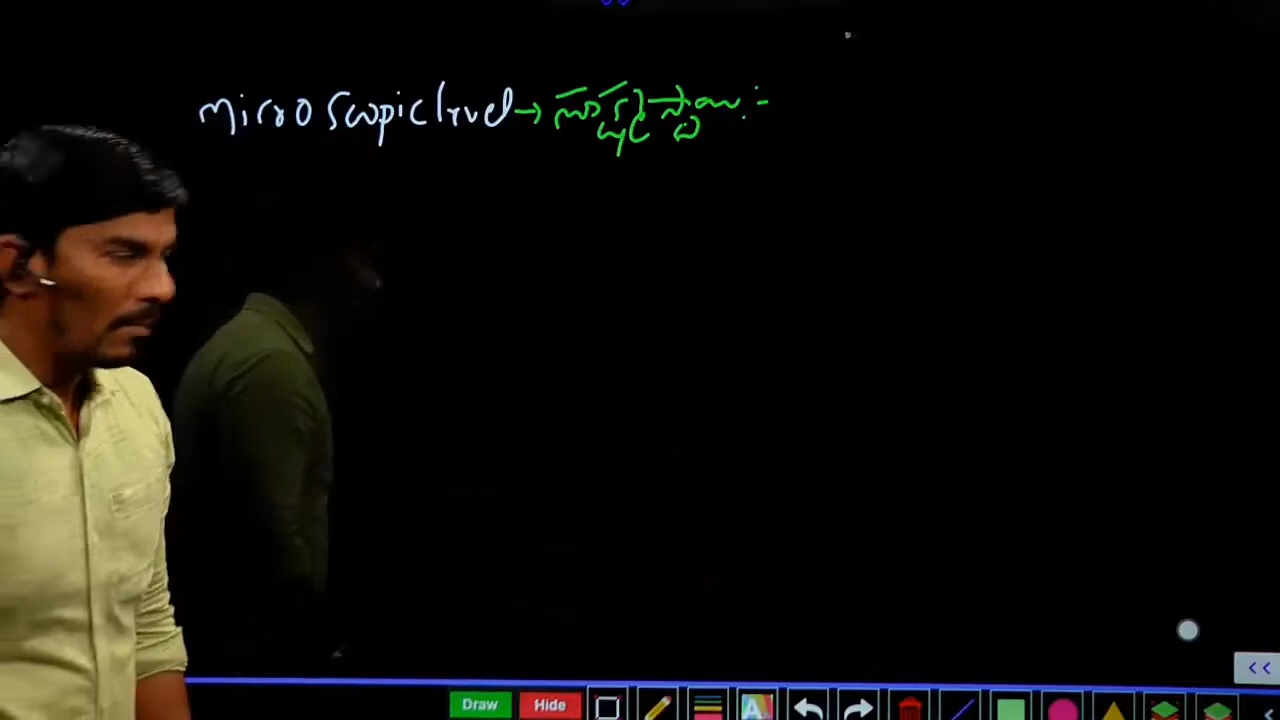 microscopic level → సూక్ష్మ స్థాయి :-
Draw Hide
<<